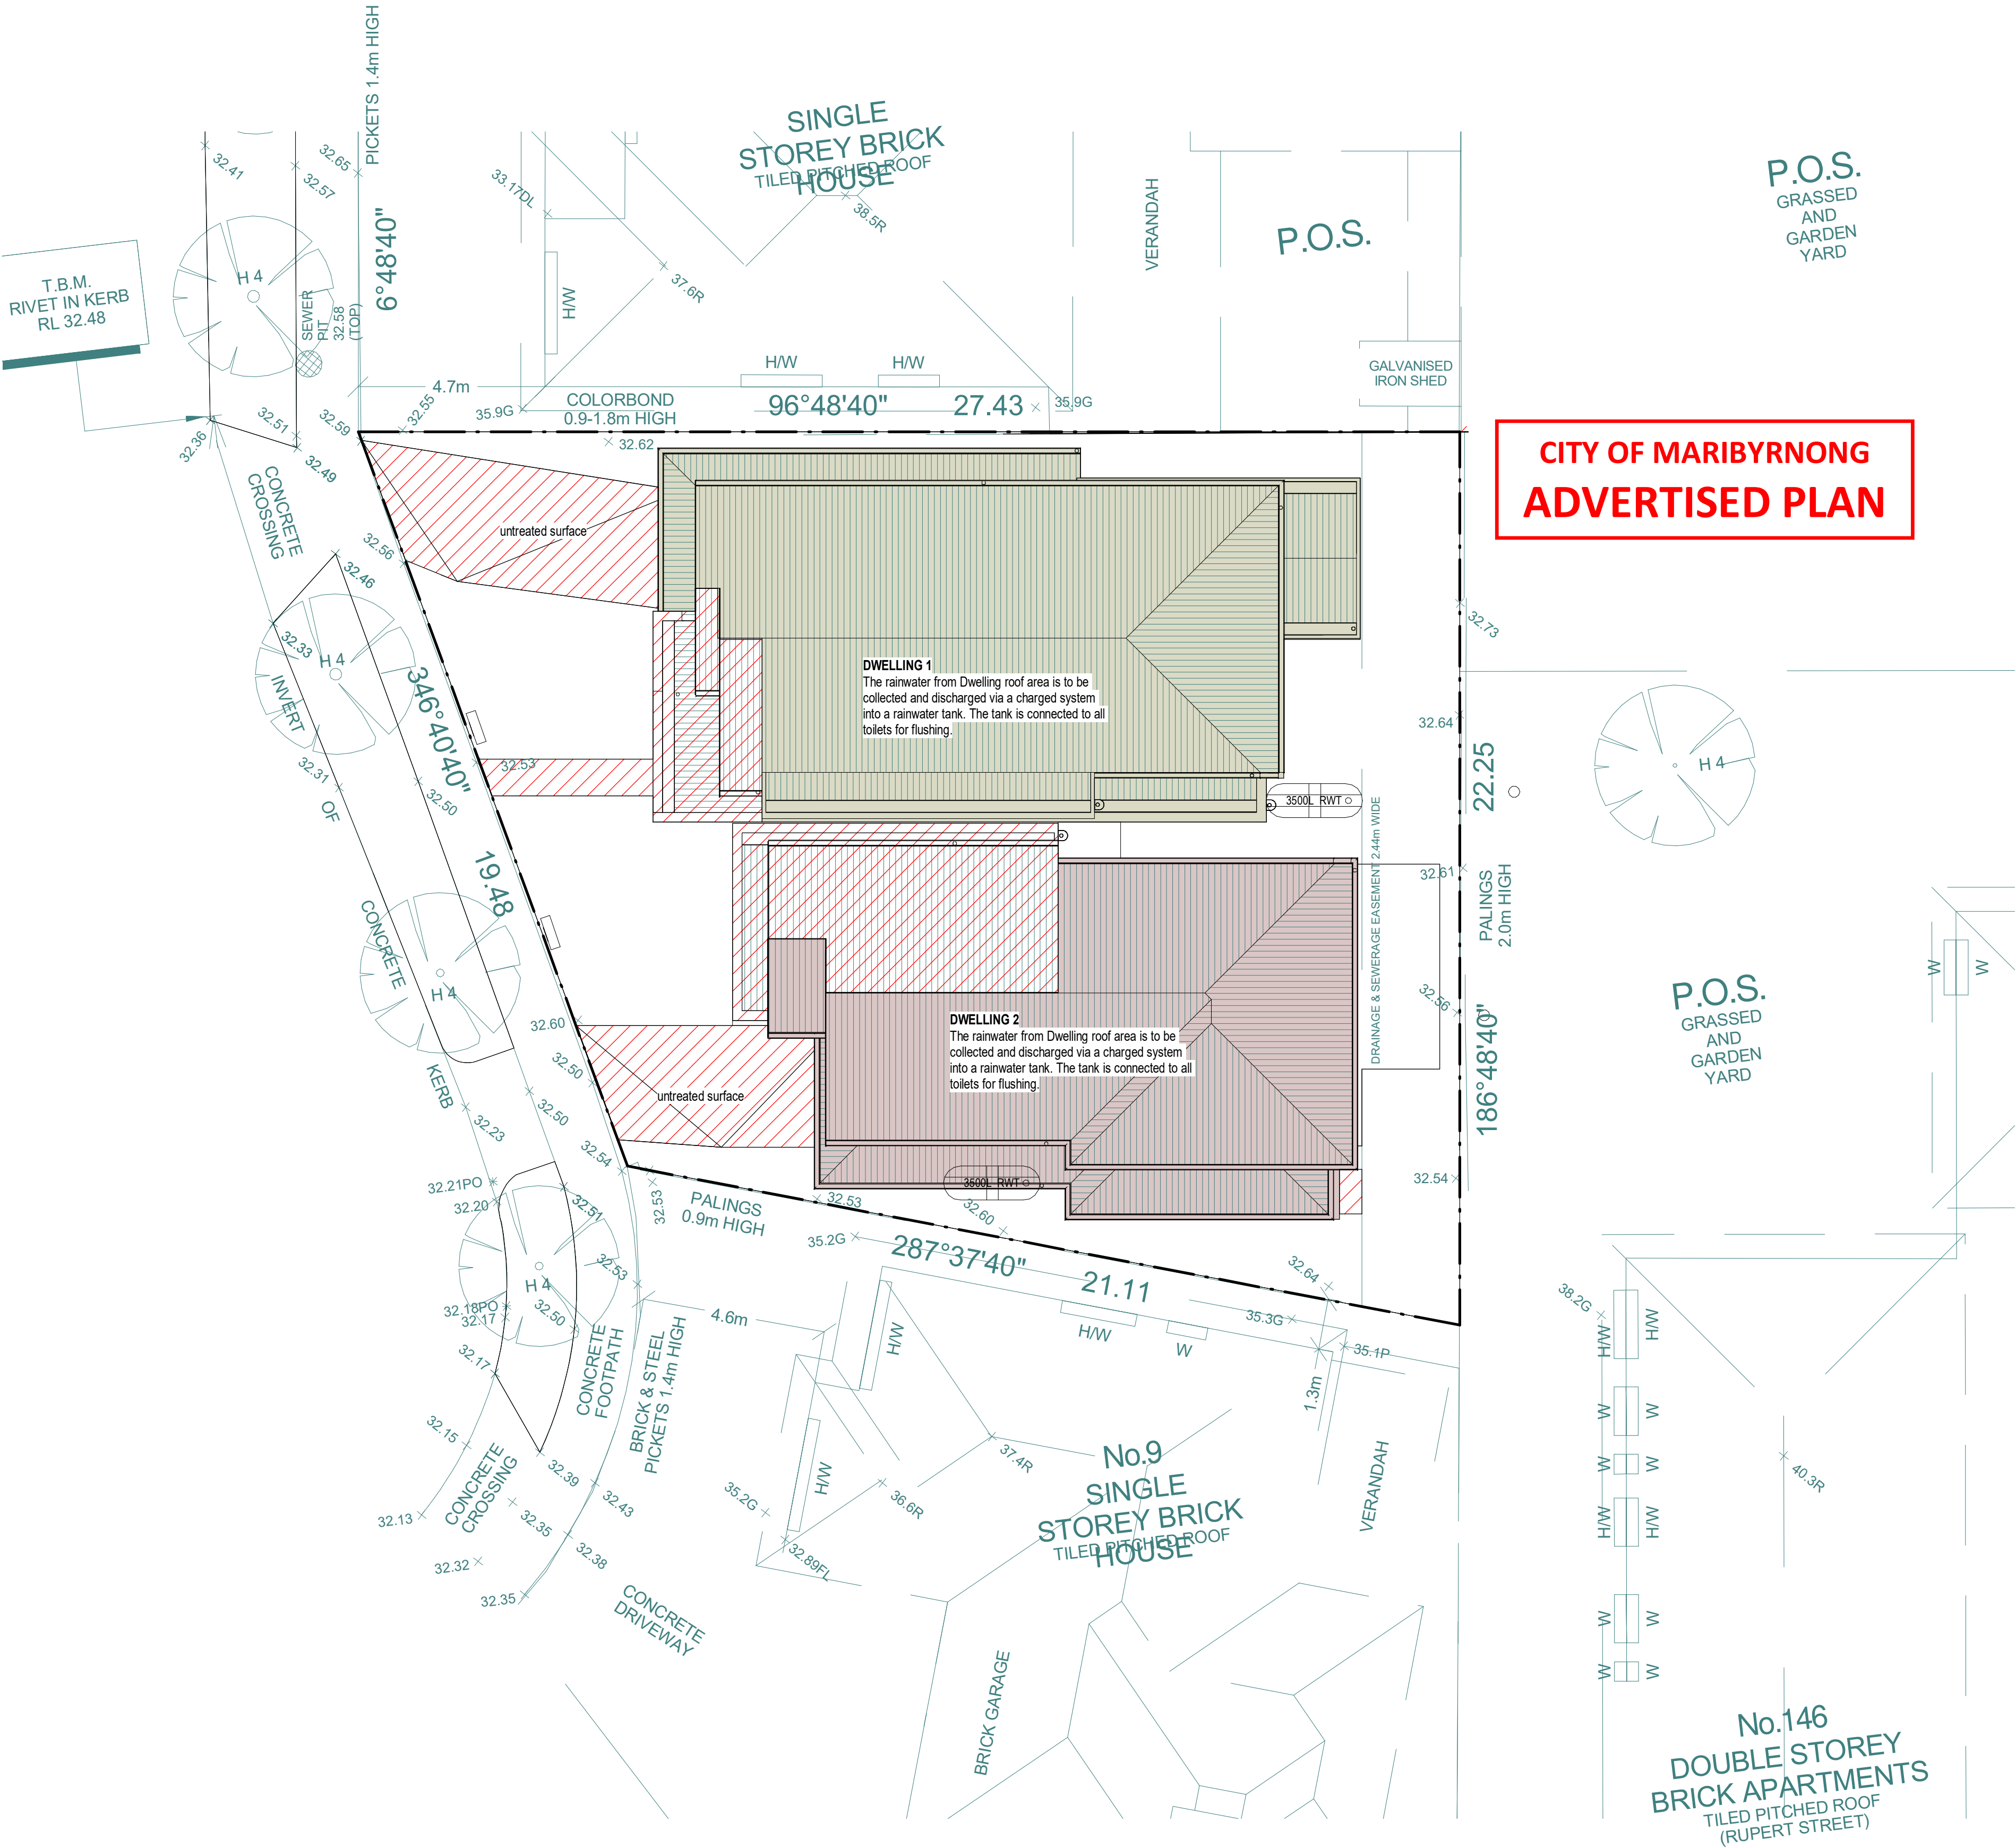 PICKETS 1.4m HIGH
SINGLE
STOREY BRICK
HOUSE
TILED PITCHED ROOF
32.41
32.65
32.57
33.17DL
38.5R
VERANDAH
P.O.S.
P.O.S.
GRASSED
AND
GARDEN
YARD
T.B.M.
RIVET IN KERB
RL 32.48
H 4
SEWER
PIT
32.58
(TOP)
6°48'40"
H/W
37.6R
H/W
H/W
GALVANISED
IRON SHED
4.7m
COLORBOND
0.9-1.8m HIGH
96°48'40"
27.43
35.9G
35.9G
32.36
32.51
32.59
32.55
32.62
32.49
CITY OF MARIBYRNONG
ADVERTISED PLAN
CONCRETE
CROSSING
untreated surface
32.56
32.46
32.33
H 4
INVERT
OF
346°40'40"
32.73
DWELLING 1
The rainwater from Dwelling roof area is to be
collected and discharged via a charged system
into a rainwater tank. The tank is connected to all
toilets for flushing.
32.64
22.25
H 4
32.31
32.50
32.53
3500L RWT
19.48
DRAINAGE & SEWERAGE EASEMENT 2.44m WIDE
32.61
PALINGS
2.0m HIGH
CONCRETE
H 4
W
W
32.56
186°48'40"
P.O.S.
GRASSED
AND
GARDEN
YARD
32.60
DWELLING 2
The rainwater from Dwelling roof area is to be
collected and discharged via a charged system
into a rainwater tank. The tank is connected to all
toilets for flushing.
KERB
32.50
32.50
untreated surface
32.23
32.54
32.54
32.21PO
32.20
32.51
32.53
PALINGS
0.9m HIGH
32.53
3500L RWT
32.60
35.2G
287°37'40"
21.11
32.64
32.53
H 4
32.18PO
32.17
32.50
4.6m
35.3G
35.1P
H/W
H/W
W
38.2G
H/W
H/W
32.17
CONCRETE
FOOTPATH
BRICK & STEEL
PICKETS 1.4m HIGH
1.3m
W
W
32.15
CONCRETE
CROSSING
32.39
32.43
35.2G
H/W
36.6R
37.4R
No.9
SINGLE
STOREY BRICK
HOUSE
TILED PITCHED ROOF
VERANDAH
W
W
40.3R
32.13
32.35
32.38
32.89FL
H/W
H/W
32.32
32.35
CONCRETE
DRIVEWAY
W
W
BRICK GARAGE
W
W
No.146
DOUBLE STOREY
BRICK APARTMENTS
TILED PITCHED ROOF
(RUPERT STREET)